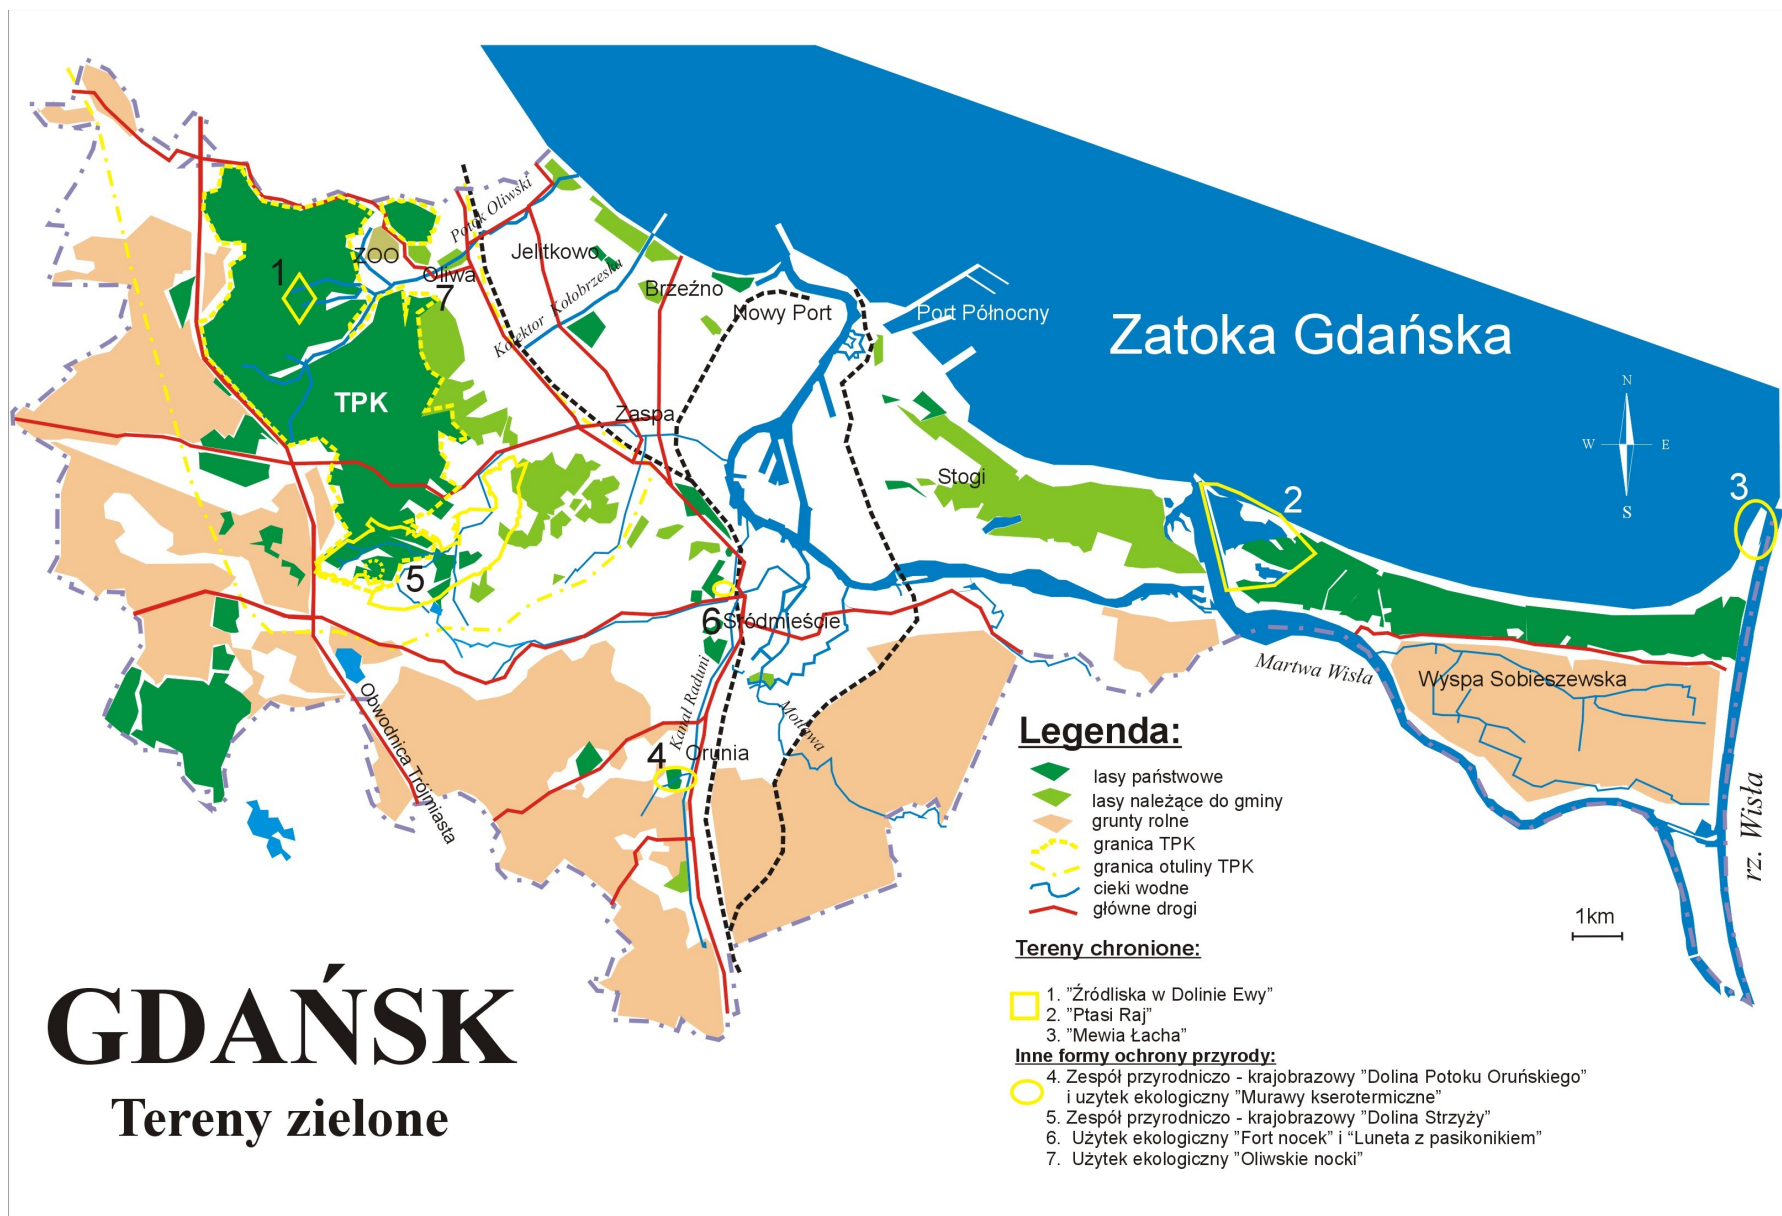 1
ZOO
Potok Oliwski
Oliwa
7
Jelitkowo
Kolektor Kołobrzeska
Brzeźno
Nowy Port
Port Północny
Zatoka Gdańska
N
W
E
S
TPK
Zaspa
Stogi
2
3
5
6
Śródmieście
Kanał Raduni
Motława
Martwa Wisła
Wyspa Sobieszewska
rz. Wisła
Obwodnica Trójmiasta
4
Orunia
Legenda:
lasy państwowe
lasy należące do gminy
grunty rolne
granica TPK
granica otuliny TPK
cieki wodne
główne drogi
1km
Tereny chronione:
1. ”Źródliska w Dolinie Ewy”
2. ”Ptasi Raj”
3. ”Mewia Łacha”
Inne formy ochrony przyrody:
4. Zespół przyrodniczo - krajobrazowy ”Dolina Potoku Oruńskiego”
i uzytek ekologiczny ”Murawy kserotermiczne”
5. Zespół przyrodniczo - krajobrazowy ”Dolina Strzyży”
6. Użytek ekologiczny ”Fort nocek” i “Luneta z pasikonikiem”
7. Użytek ekologiczny ”Oliwskie nocki”
GDAŃSK
Tereny zielone